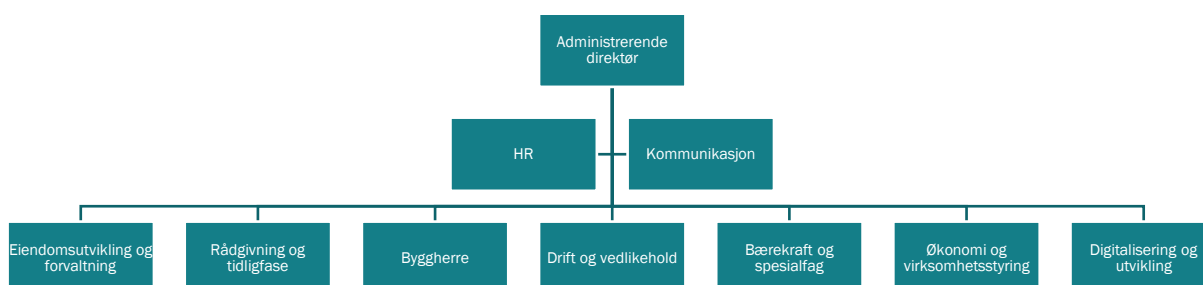 Administrerende
direktør
HR
Kommunikasjon
Eiendomsutvikling og
forvaltning
Rådgivning og
tidligfase
Byggherre
Drift og vedlikehold
Bærekraft og
spesialfag
Økonomi og
virksomhetsstyring
Digitalisering og
utvikling